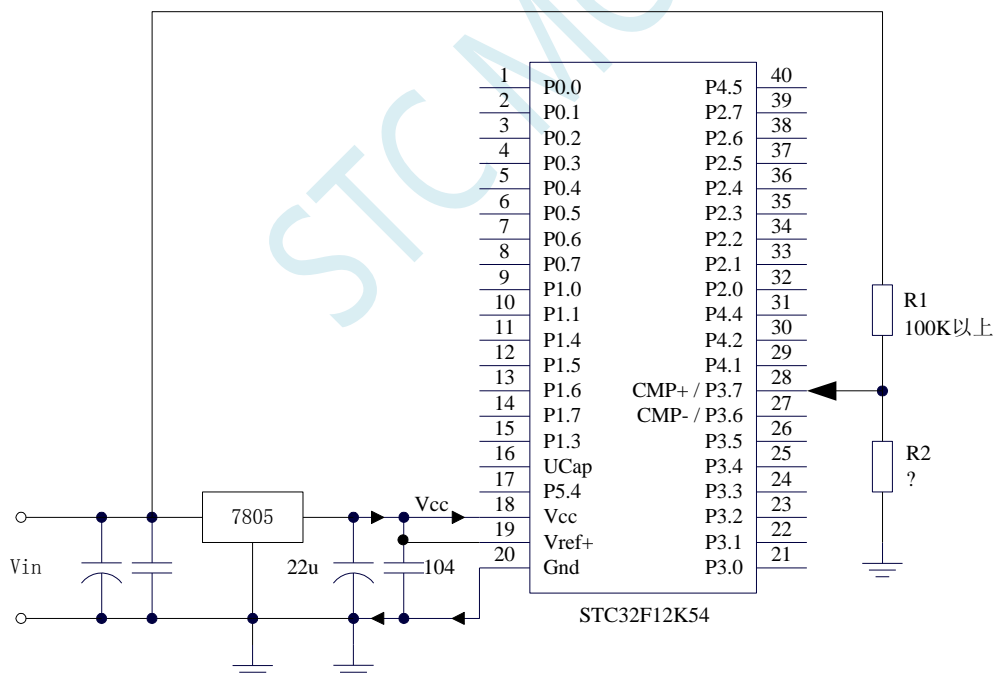 STC MC
1 P0.0 P4.5 40
2 P0.1 P2.7 39
3 P0.2 P2.6 38
4 P0.3 P2.5 37
5 P0.4 P2.4 36
6 P0.5 P2.3 35
7 P0.6 P2.2 34
8 P0.7 P2.1 33
9 P1.0 P2.0 32
10 P1.1 P4.4 31
11 P1.4 P4.2 30
12 P1.5 P4.1 29
13 P1.6 CMP+ / P3.7 28
14 P1.7 CMP- / P3.6 27
15 P1.3 P3.5 26
16 UCap P3.4 25
17 P5.4 P3.3 24
18 Vcc P3.2 23
19 Vref+ P3.1 22
20 Gnd P3.0 21
R1
100K以上
R2
?
Vcc
7805
Vin
22u
104
STC32F12K54